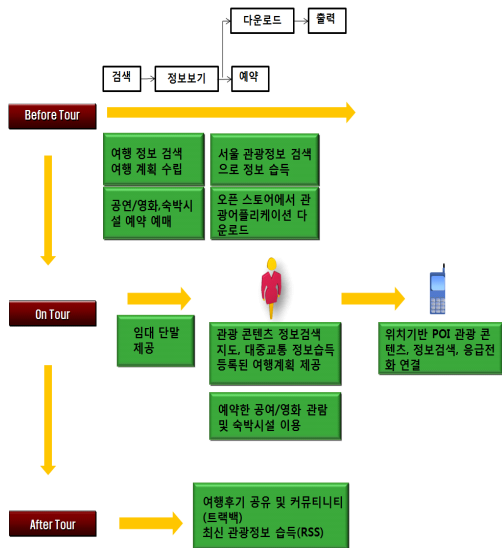 다운로드
출력
검색
정보보기
예약
Before Tour
여행 정보 검색
여행 계획 수립
서울 관광정보 검색
으로 정보 습득
공연/영화,숙박시
설 예약 예매
오픈 스토어에서 관
광어플리케이션 다
운로드
On Tour
임대 단말
제공
관광 콘텐츠 정보검색
지도, 대중교통 정보습득
등록된 여행계획 제공
위치기반 POI 관광 콘
텐츠, 정보검색, 응급전
화 연결
예약한 공여/영화 관람
및 숙박시설 이용
After Tour
여행후기 공유 및 커뮤티니티
(트랙백)
최신 관광정보 습득(RSS)